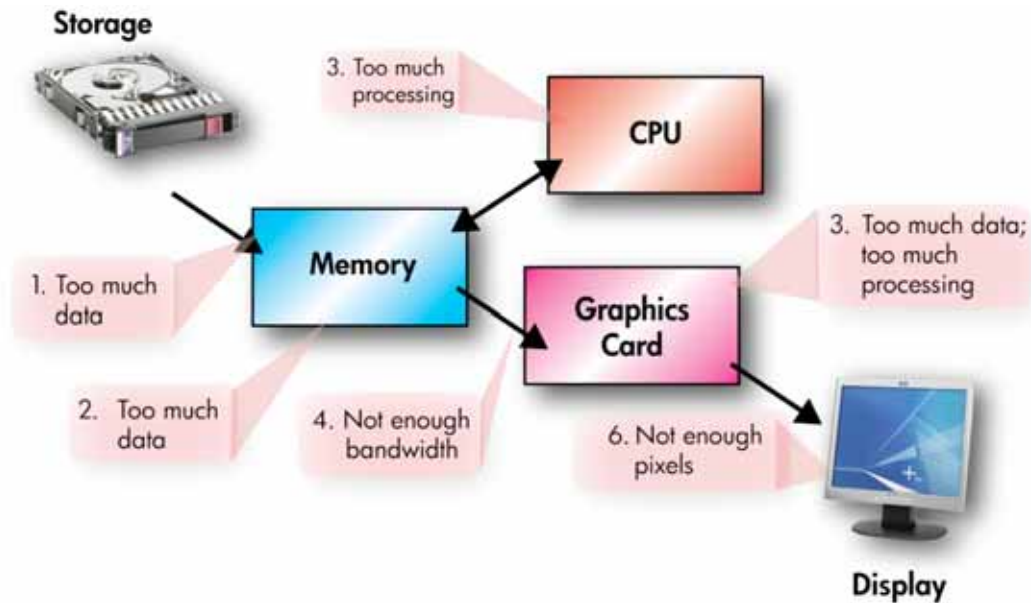 Storage
3. Too much
processing
CPU
Memory
1. Too much
data
3. Too much data;
too much
processing
Graphics
Card
2. Too much
data
4. Not enough
bandwidth
6. Not enough
pixels
Display